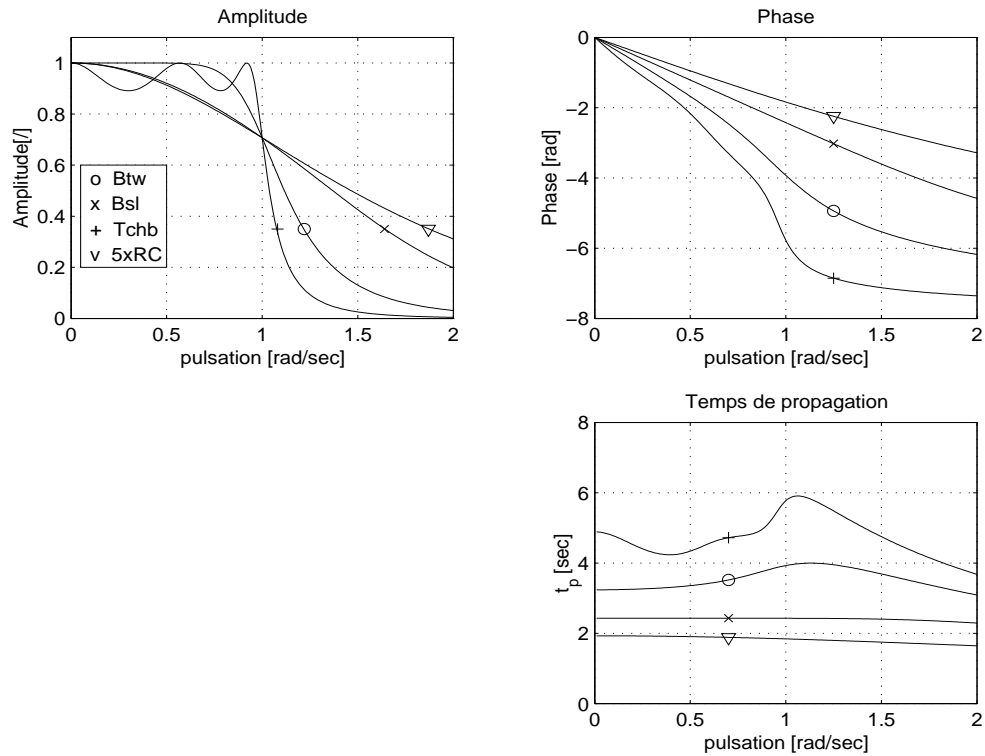 Amplitude
Amplitude[/]
1
0.8
0.6
0.4
0.2
0
o Btw
x Bsl
+ Tchb
v 5xRC
0 0.5 1 1.5 2
pulsation [rad/sec]
Phase
Phase [rad]
0
−2
−4
−6
−8
0 0.5 1 1.5 2
pulsation [rad/sec]
Temps de propagation
t_p [sec]
8
6
4
2
0
0 0.5 1 1.5 2
pulsation [rad/sec]